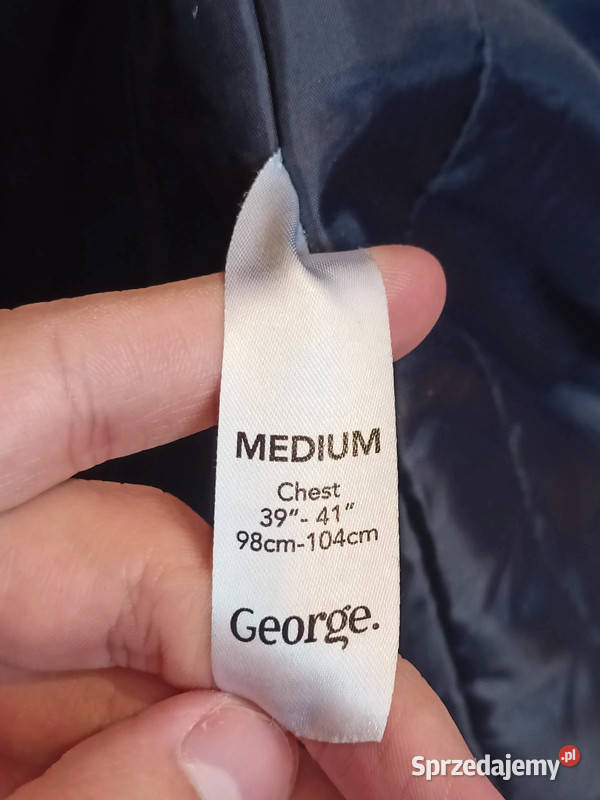 MEDIUM
Chest
39"- 41"
98cm-104cm
George.
Sprzedajemy.pl